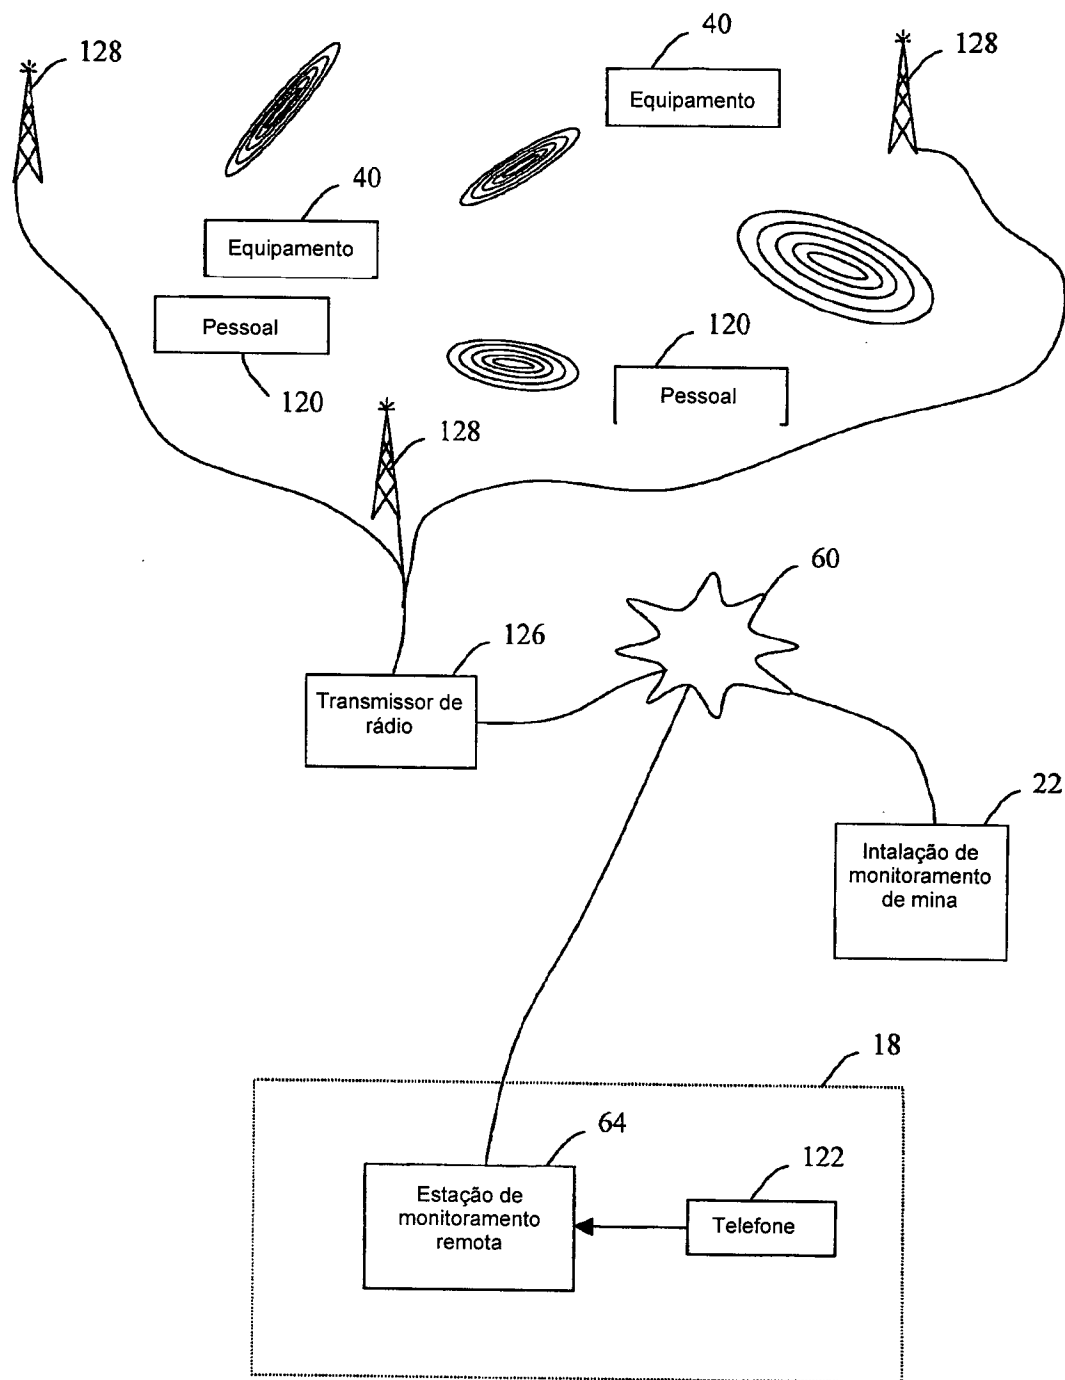 128
40
128
Equipamento
40
Equipamento
Pessoal
120
120
Pessoal
128
60
126
Transmissor de
rádio
22
Intalação de
monitoramento
de mina
18
64
122
Estação de
monitoramento
remota
Telefone